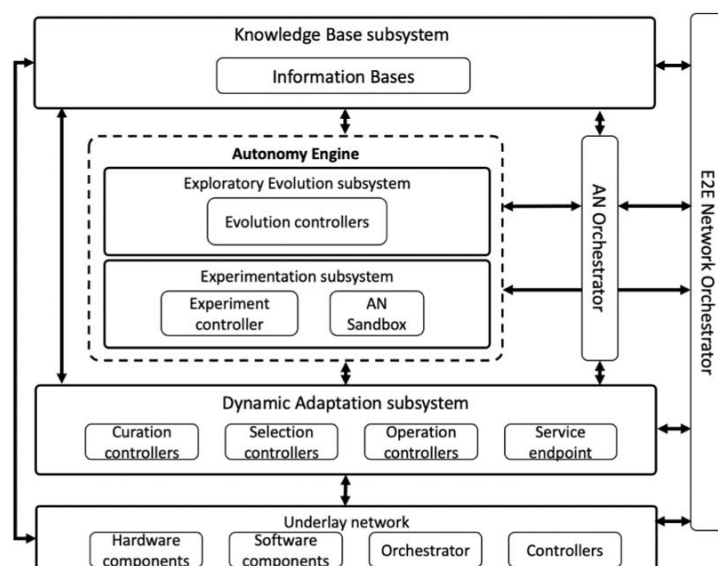 Knowledge Base subsystem
Information Bases
Autonomy Engine
Exploratory Evolution subsystem
Evolution controllers
Experimentation subsystem
Experiment
controller
AN
Sandbox
AN Orchestrator
E2E Network Orchestrator
Dynamic Adaptation subsystem
Curation
controllers
Selection
controllers
Operation
controllers
Service
endpoint
Underlay network
Hardware
components
Software
components
Orchestrator
Controllers